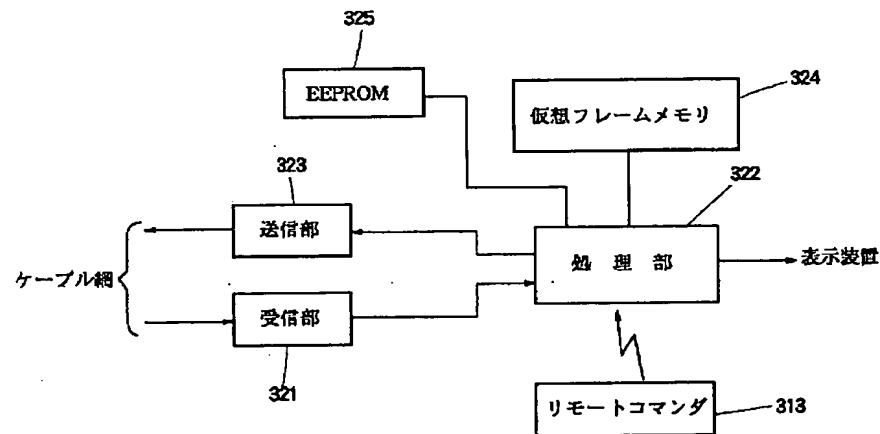 325
EEPROM
324
仮想フレームメモリ
323
322
送信部
処理部
表示装置
ケーブル網
受信部
321
リモートコマンダ
313